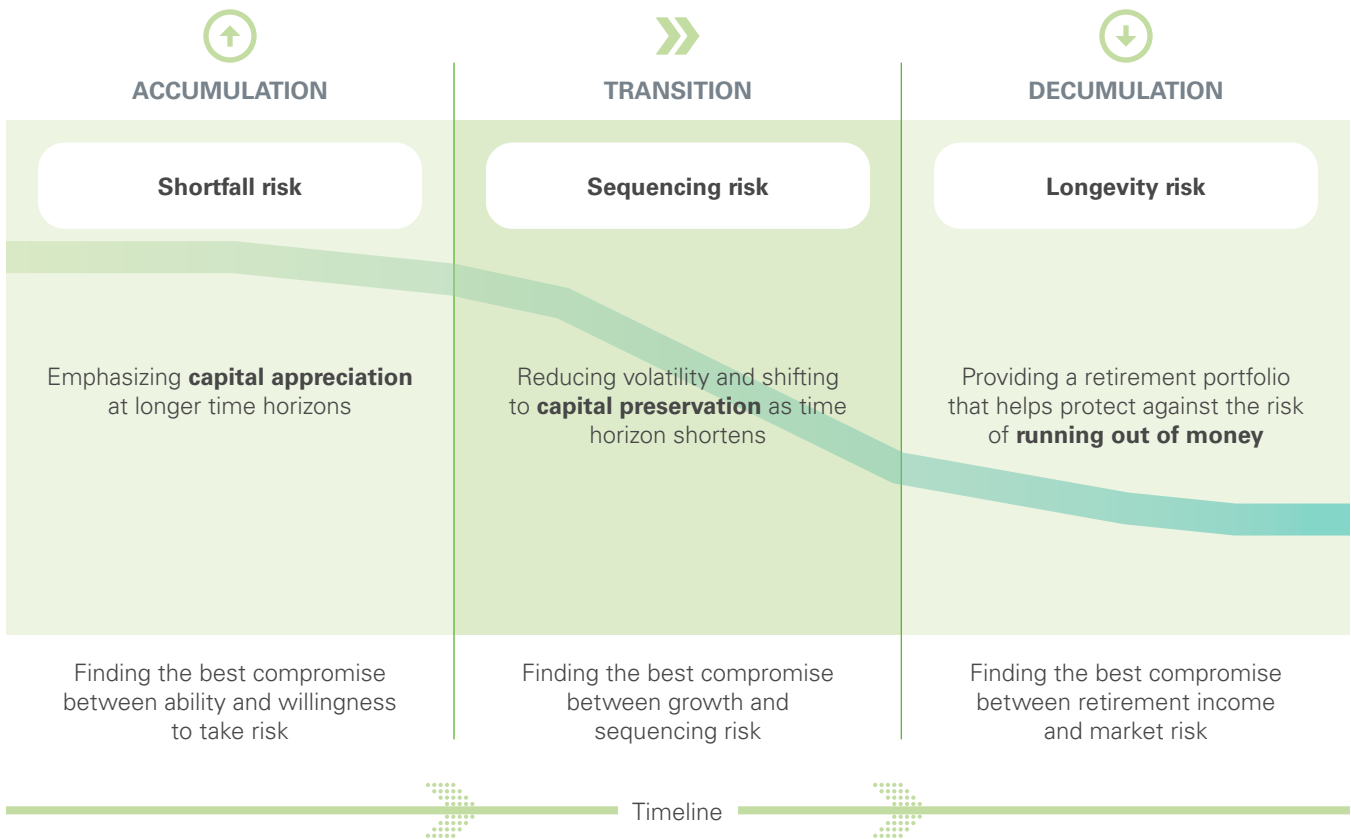 ACCUMULATION
TRANSITION
DECUMULATION
Shortfall risk
Sequencing risk
Longevity risk
Emphasizing capital appreciation
at longer time horizons
Reducing volatility and shifting
to capital preservation as time
horizon shortens
Providing a retirement portfolio
that helps protect against the risk
of running out of money
Finding the best compromise
between ability and willingness
to take risk
Finding the best compromise
between growth and
sequencing risk
Finding the best compromise
between retirement income
and market risk
Timeline